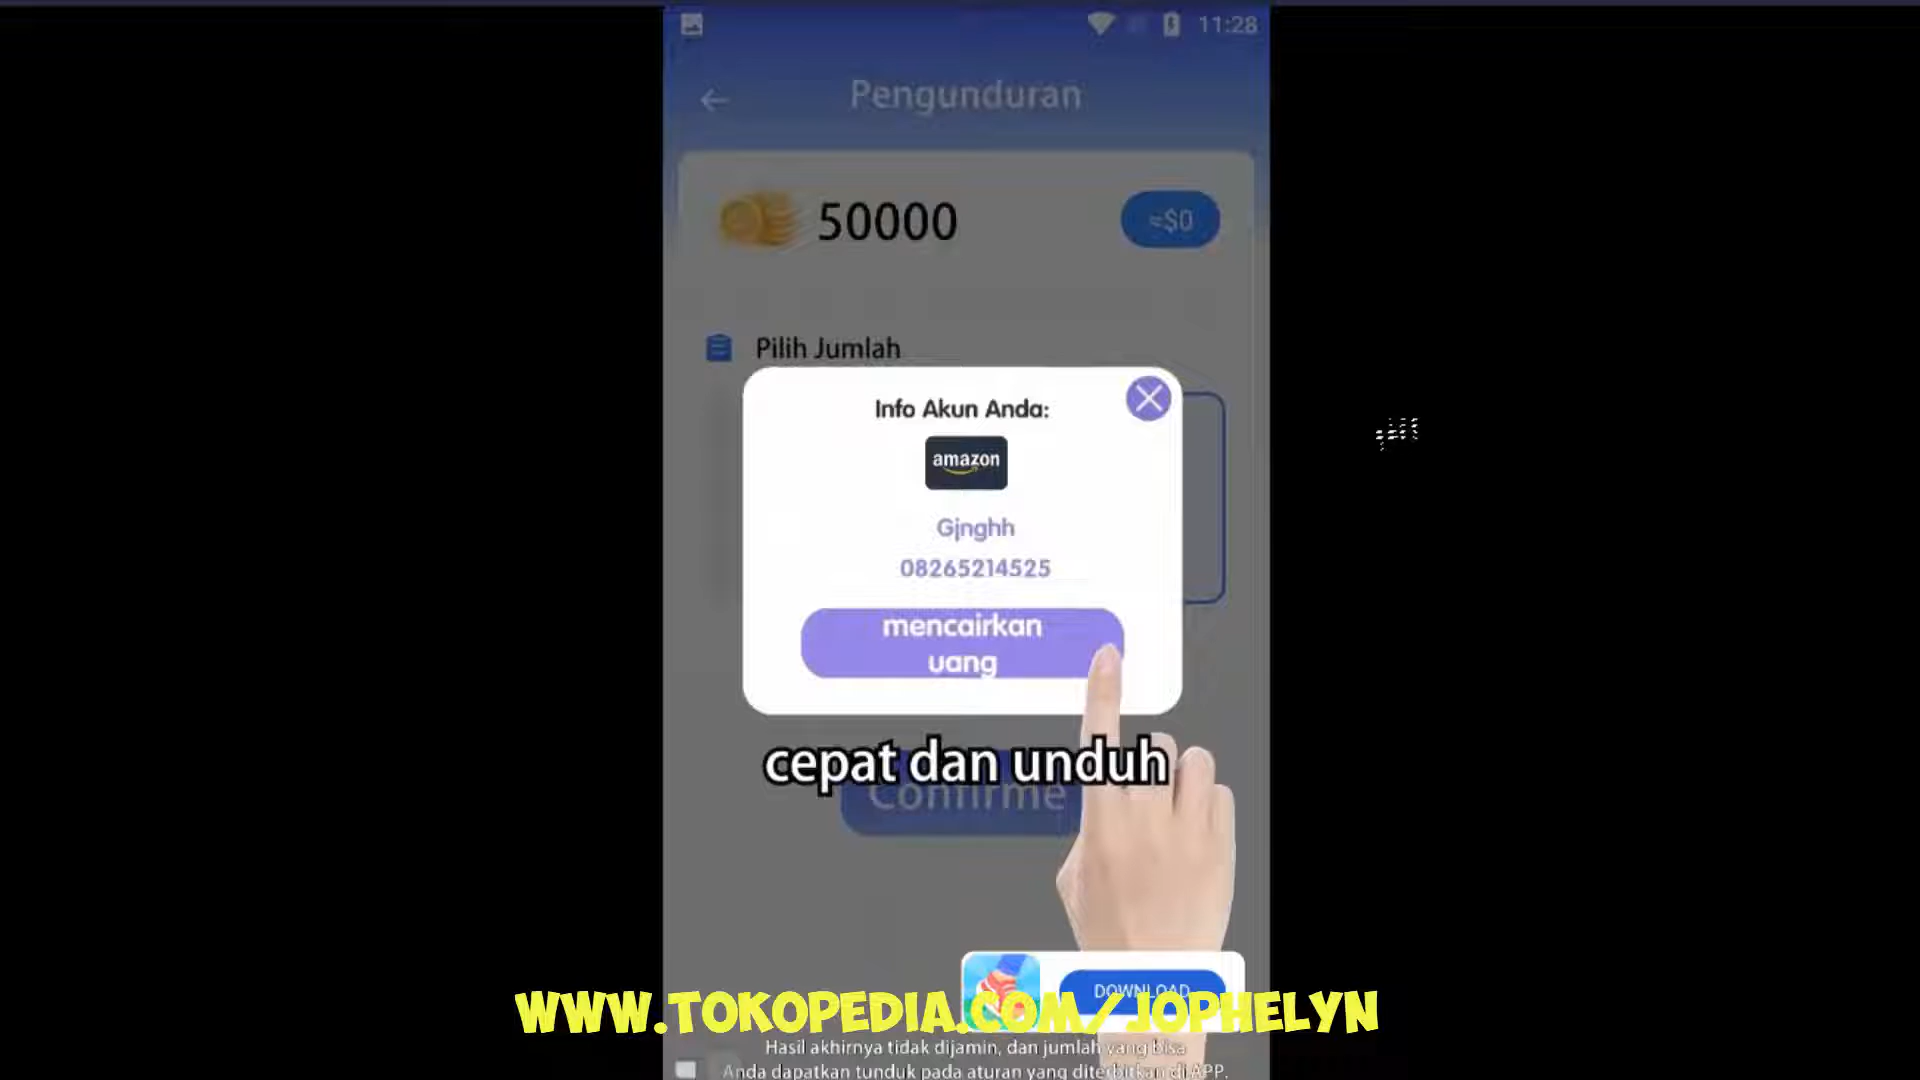 11:28
Pengunduran
50000
≈$0
Pilih Jumlah
Info Akun Anda:
amazon
Gjnghh
08265214525
mencairkan
uang
cepat dan unduh
Confirme
DOWNLOAD
WWW.TOKOPEDIA.COM/JOPHELYN
Hasil akhirnya tidak dijamin, dan jumlah yang bisa
Anda dapatkan tunduk pada aturan yang diterbitkan di APP.